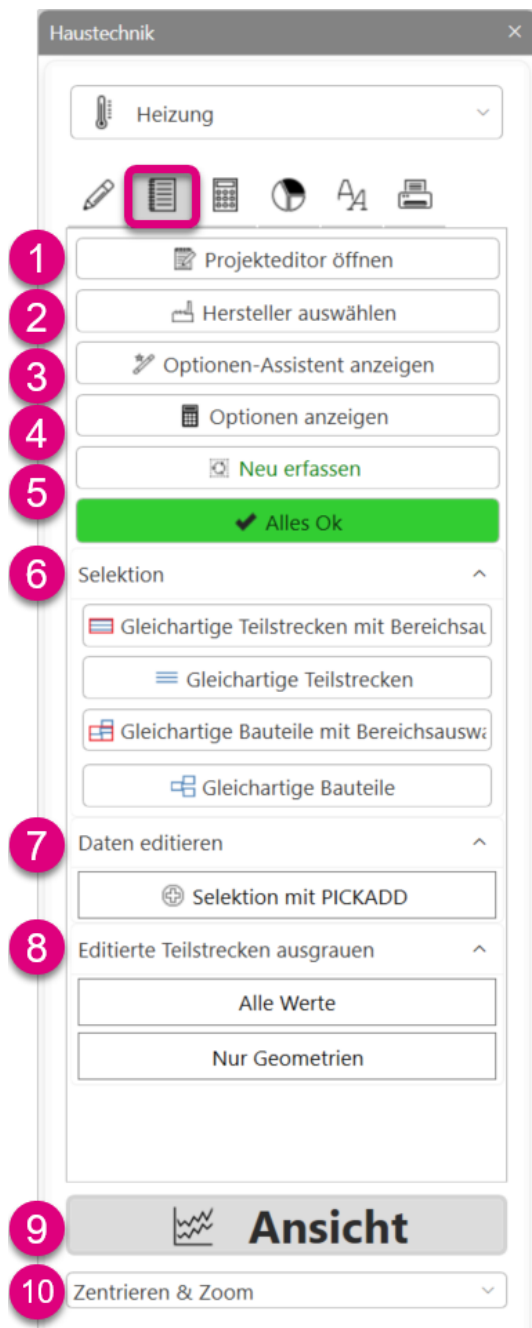 Haustechnik
Heizung
1
Projekteditor öffnen
2
Hersteller auswählen
3
Optionen-Assistent anzeigen
4
Optionen anzeigen
Neu erfassen
5
Alles Ok
6
Selektion
Gleichartige Teilstrecken mit Bereichsau
Gleichartige Teilstrecken
Gleichartige Bauteile mit Bereichsauswa
Gleichartige Bauteile
7
Daten editieren
Selektion mit PICKADD
8
Editierte Teilstrecken ausgrauen
Alle Werte
Nur Geometrien
9
Ansicht
10
Zentrieren & Zoom